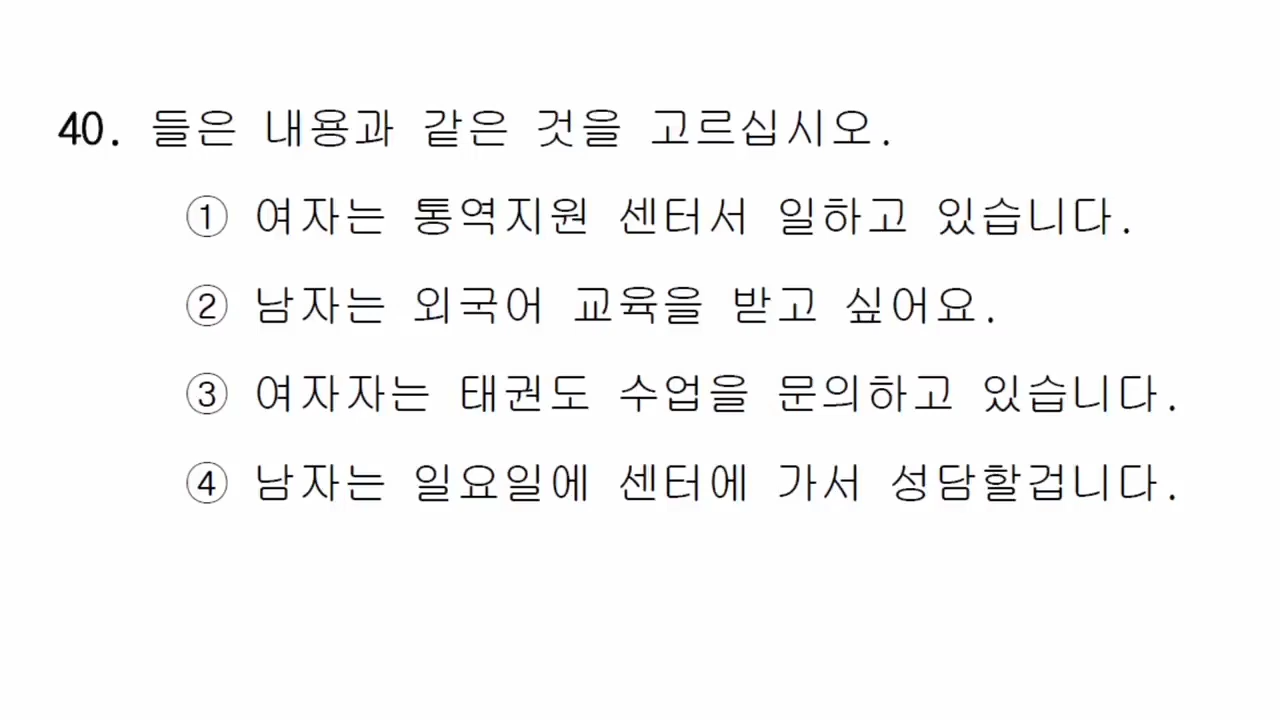 40. 들은 내용과 같은 것을 고르십시오.
① 여자는 통역지원 센터서 일하고 있습니다.
② 남자는 외국어 교육을 받고 싶어요.
③ 여자자는 태권도 수업을 문의하고 있습니다.
④ 남자는 일요일에 센터에 가서 성담할겁니다.